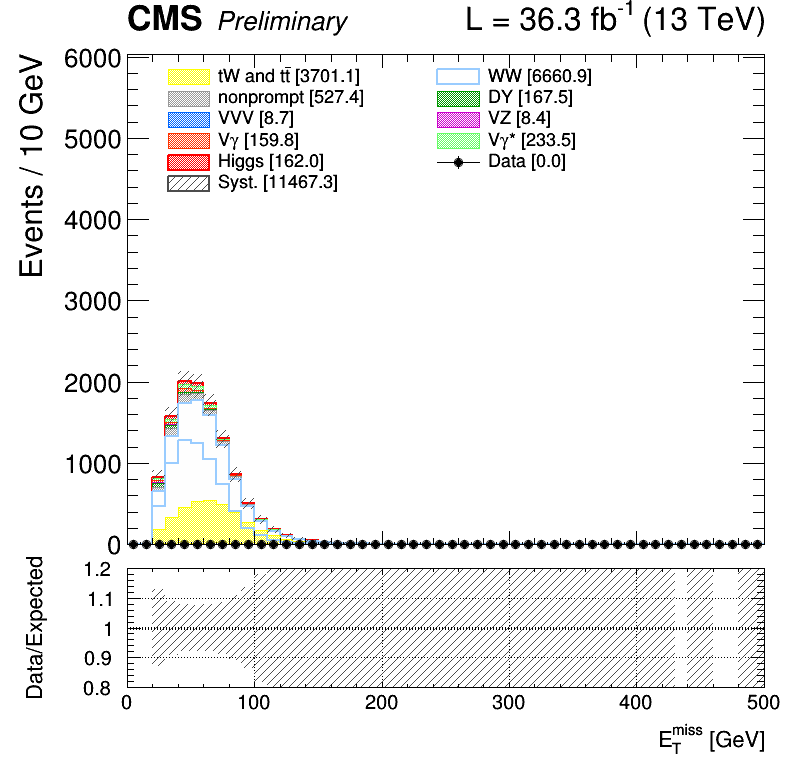 CMS Preliminary L = 36.3 fb⁻¹ (13 TeV)
Events / 10 GeV
6000
5000
4000
3000
2000
1000
0
tW and tt̄ [3701.1]
WW [6660.9]
nonprompt [527.4]
DY [167.5]
VVV [8.7]
VZ [8.4]
Vγ [159.8]
Vγ* [233.5]
Higgs [162.0]
Data [0.0]
Syst. [11467.3]
Data/Expected
1.2
1.1
1
0.9
0.8
0 100 200 300 400 500
E_T^miss [GeV]